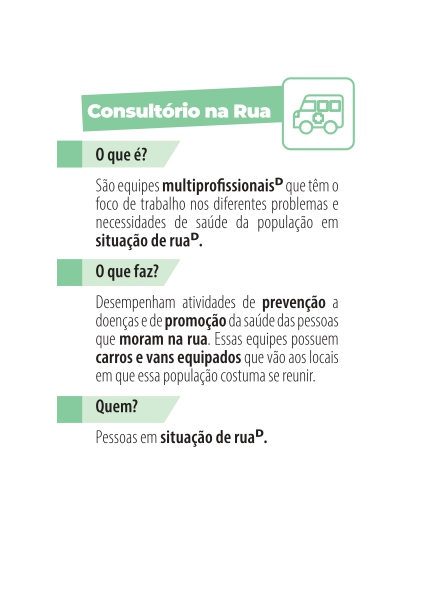 Consultório na Rua
O que é?
São equipes multiprofissionaisᴰ que têm o
foco de trabalho nos diferentes problemas e
necessidades de saúde da população em
situação de ruaᴰ.
O que faz?
Desempenham atividades de prevenção a
doenças e de promoção da saúde das pessoas
que moram na rua. Essas equipes possuem
carros e vans equipados que vão aos locais
em que essa população costuma se reunir.
Quem?
Pessoas em situação de ruaᴰ.